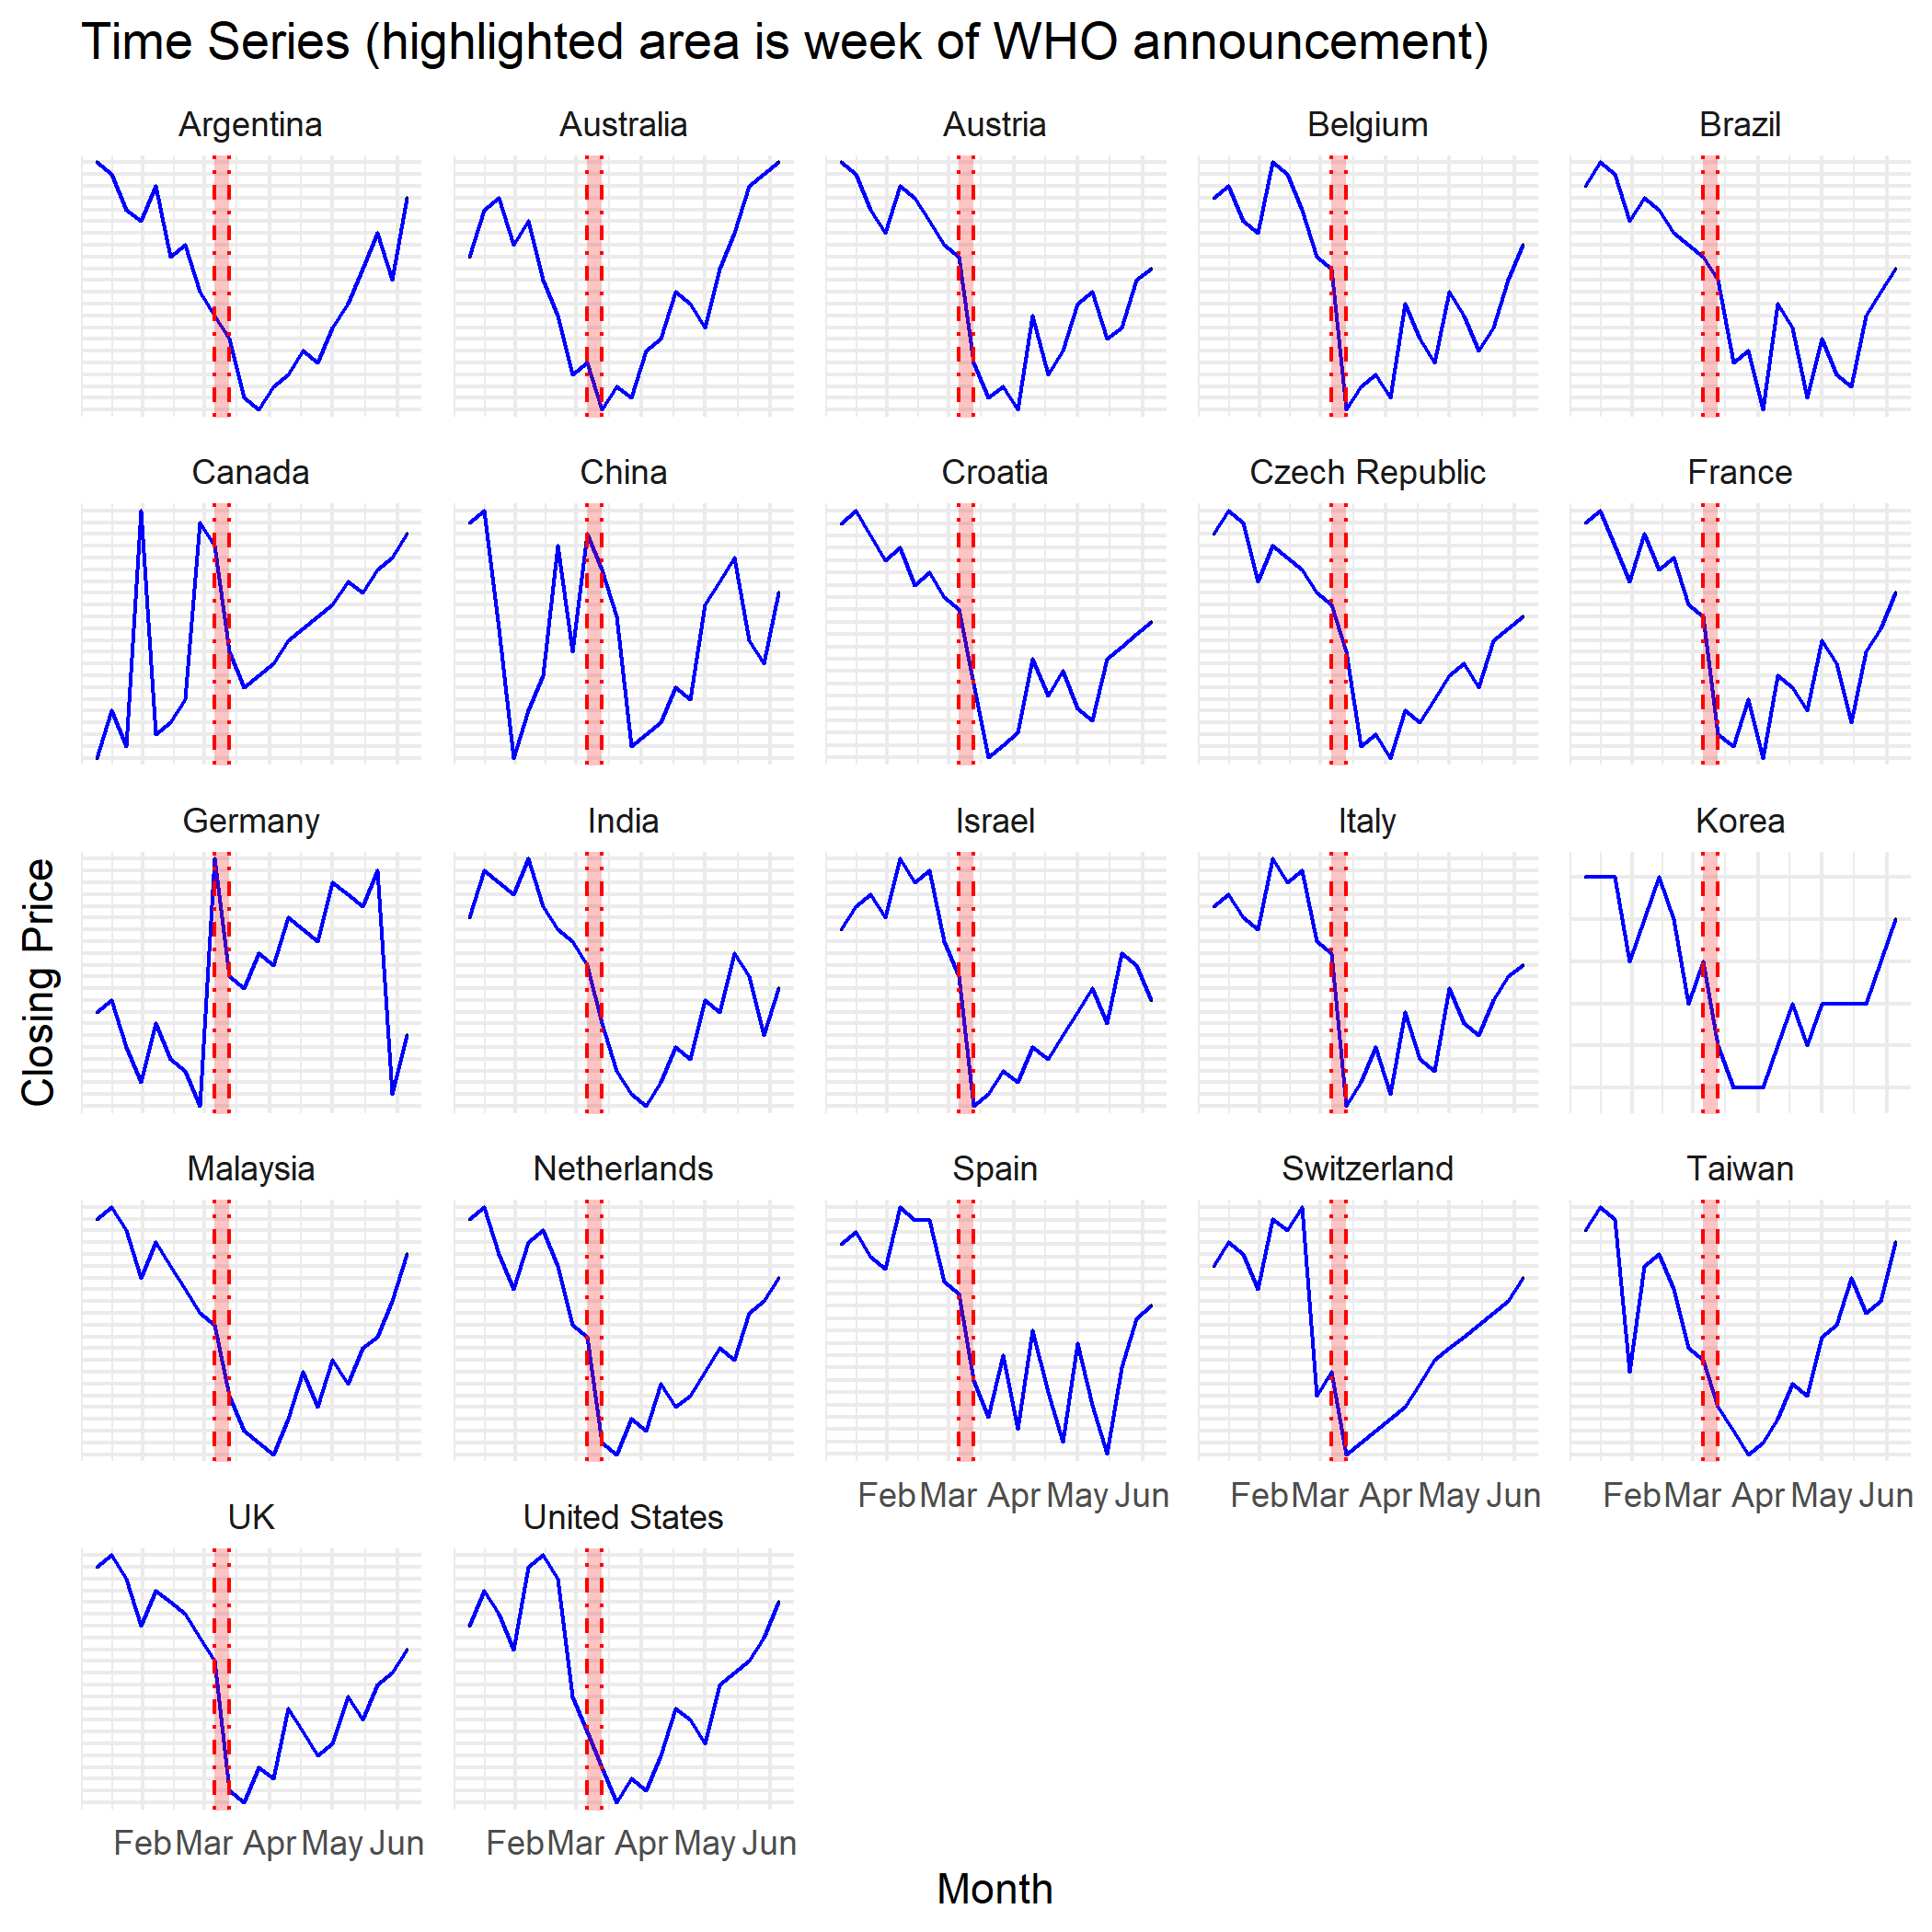 Time Series (highlighted area is week of WHO announcement)
Argentina Australia Austria Belgium Brazil
Canada China Croatia Czech Republic France
Germany India Israel Italy Korea
Closing Price
Malaysia Netherlands Spain Switzerland Taiwan
Feb Mar Apr May Jun Feb Mar Apr May Jun Feb Mar Apr May Jun
UK United States
Feb Mar Apr May Jun Feb Mar Apr May Jun
Month